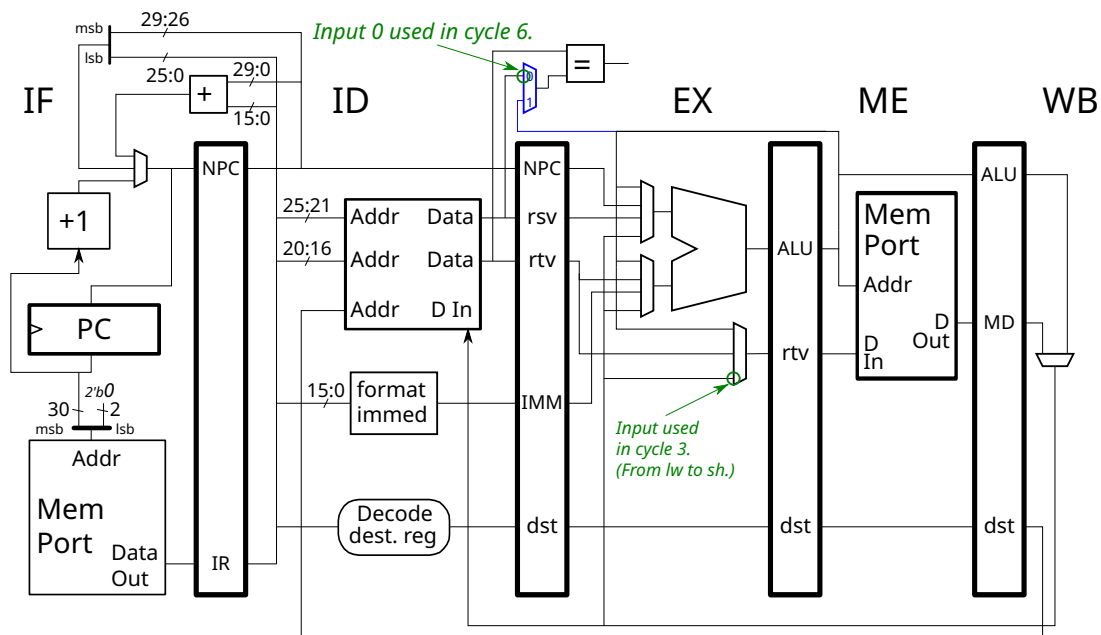 29:26
msb
lsb
Input 0 used in cycle 6.
25:0
29:0
=
+
0
15:0
1
IF
ID
EX
ME
WB
NPC
NPC
ALU
+1
25:21
Addr
Data
rsv
Mem
Port
20:16
Addr
Data
rtv
ALU
Addr
Addr
D In
PC
D
Out
MD
D
In
rtv
2'b0
30
2
msb
lsb
15:0
format
immed
IMM
Input used
in cycle 3.
(From lw to sh.)
Addr
Mem
Port
Data
Out
IR
Decode
dest. reg
dst
dst
dst